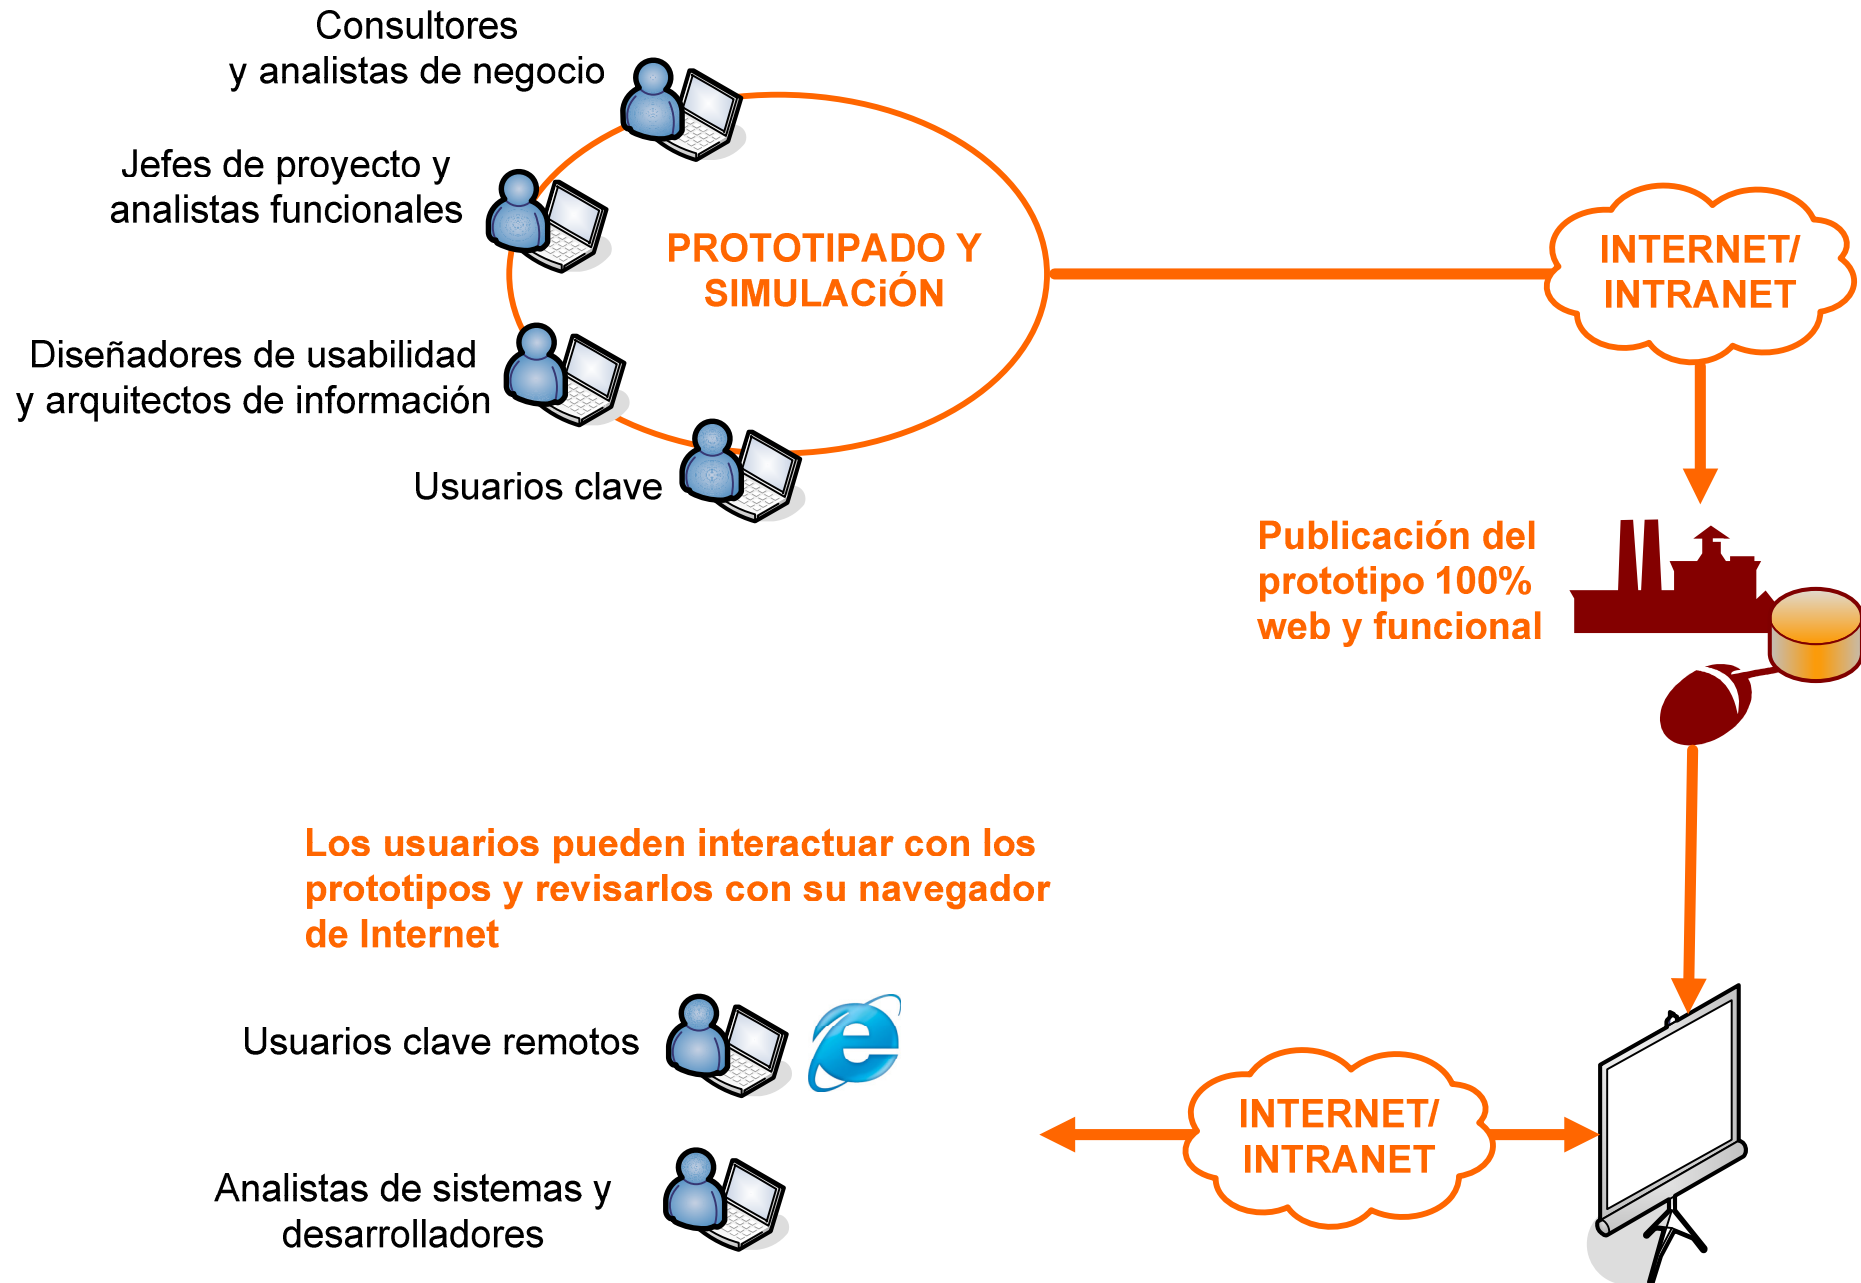 Consultores
y analistas de negocio
Jefes de proyecto y
analistas funcionales
PROTOTIPADO Y
SIMULACiÓN
INTERNET/
INTRANET
Diseñadores de usabilidad
y arquitectos de información
Usuarios clave
Publicación del
prototipo 100%
web y funcional
Los usuarios pueden interactuar con los
prototipos y revisarlos con su navegador
de Internet
Usuarios clave remotos
INTERNET/
INTRANET
Analistas de sistemas y
desarrolladores